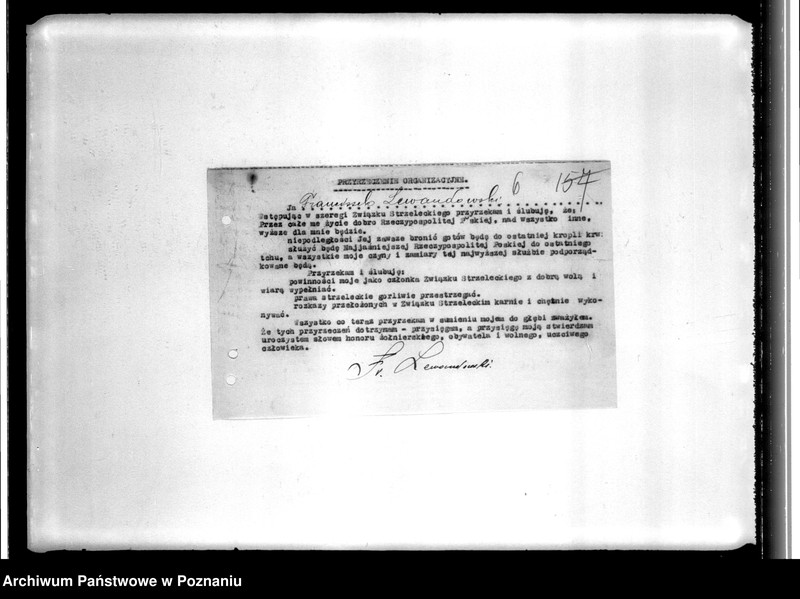 6 157
PRZYRZECZENIE ORGANIZACYJNE.
Ja Franciszek Lewandowski
Wstępując w szeregi Związku Strzeleckiego przyrzekam i ślubuję, że;
Przez całe me życie dobro Rzeczypospolitej P'skiej, nad wszystko inne,
wyższe dla mnie będzie.
niepodległości Jej zawsze bronić gotów będę do ostatniej kropli krwi
służyć będę Najjaśniejszej Rzeczypospolitej Poskiej do ostatniego
tchu, a wszystkie moje czyny i zamiary tej najwyższej służbie podporząd-
kowane będą.
Przyrzekam i ślubuję;
powinności moje jako członka Związku Strzeleckiego z dobrą wolą i
wiarą wypełniać.
prawa strzeleckie gorliwie przestrzegać.
rozkazy przełożonych w Związku Strzeleckim karnie i chętnie wyko-
nywać.
Wszystko co teraz przyrzekam w sumieniu mojem do głębi zważyłem.
Że tych przyrzeczeń dotrzymam - przysięgam, a przysięgę moją stwierdzam
uroczystem słowem honoru żołnierskiego, obywatela i wolnego, uczciwego
człowieka.
Fr. Lewandowski.
Archiwum Państwowe w Poznaniu